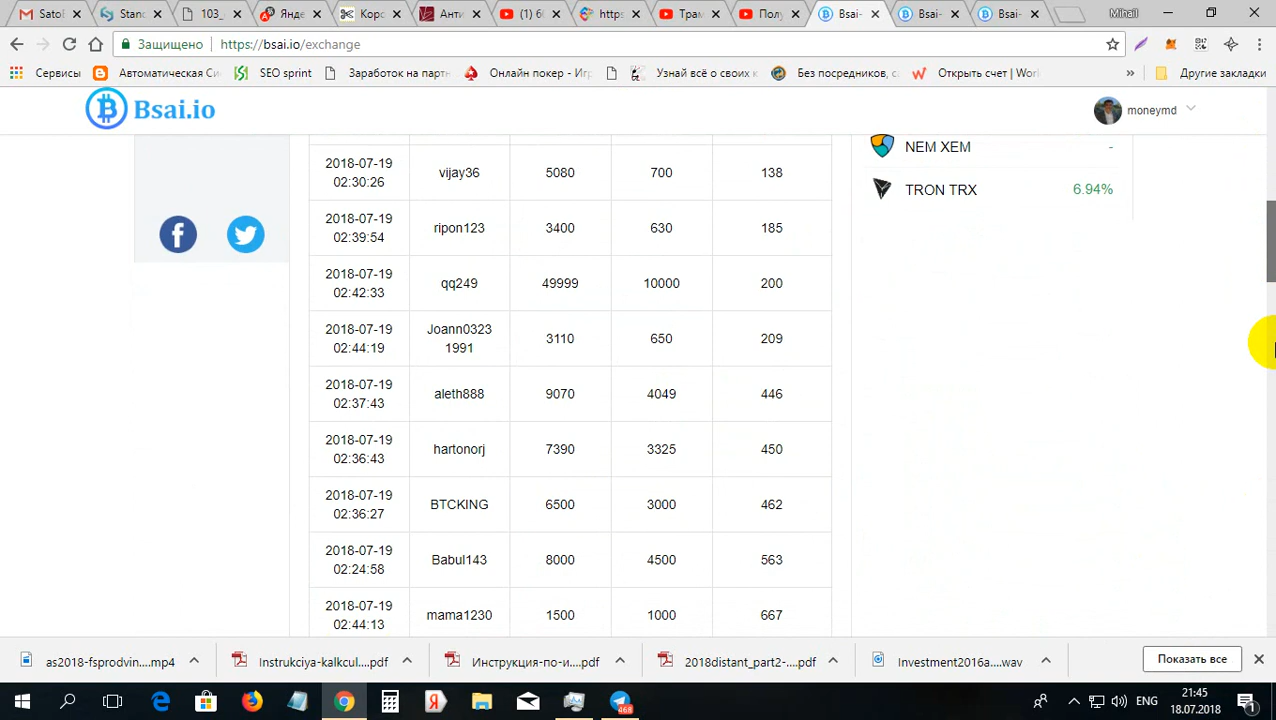 Satol
Stanc
103_
Янде
Корс
Анти
(1) 6
https
Трам
Полу
Bsai-
Bsai-
Bsai-
Mihail
Защищено
https://bsai.io/exchange
Сервисы
Автоматическая Си
SEO sprint
Заработок на партн
Онлайн покер - Игр
Узнай всё о своих к
Без посредников, са
Открыть счет | Worl
»
Другие закладки
Bsai.io
moneymd
NEM XEM -
TRON TRX 6.94%
2018-07-19
02:30:26
vijay36 5080 700 138
2018-07-19
02:39:54
ripon123 3400 630 185
2018-07-19
02:42:33
qq249 49999 10000 200
2018-07-19
02:44:19
Joann0323
1991
3110 650 209
2018-07-19
02:37:43
aleth888 9070 4049 446
2018-07-19
02:36:43
hartonorj 7390 3325 450
2018-07-19
02:36:27
BTCKING 6500 3000 462
2018-07-19
02:24:58
Babul143 8000 4500 563
2018-07-19
02:44:13
mama1230 1500 1000 667
as2018-fsprodvin....mp4
Instrukciya-kalkcul....pdf
Инструкция-по-и....pdf
2018distant_part2-....pdf
Investment2016a....wav
Показать все
468
ENG
21:45
18.07.2018
1